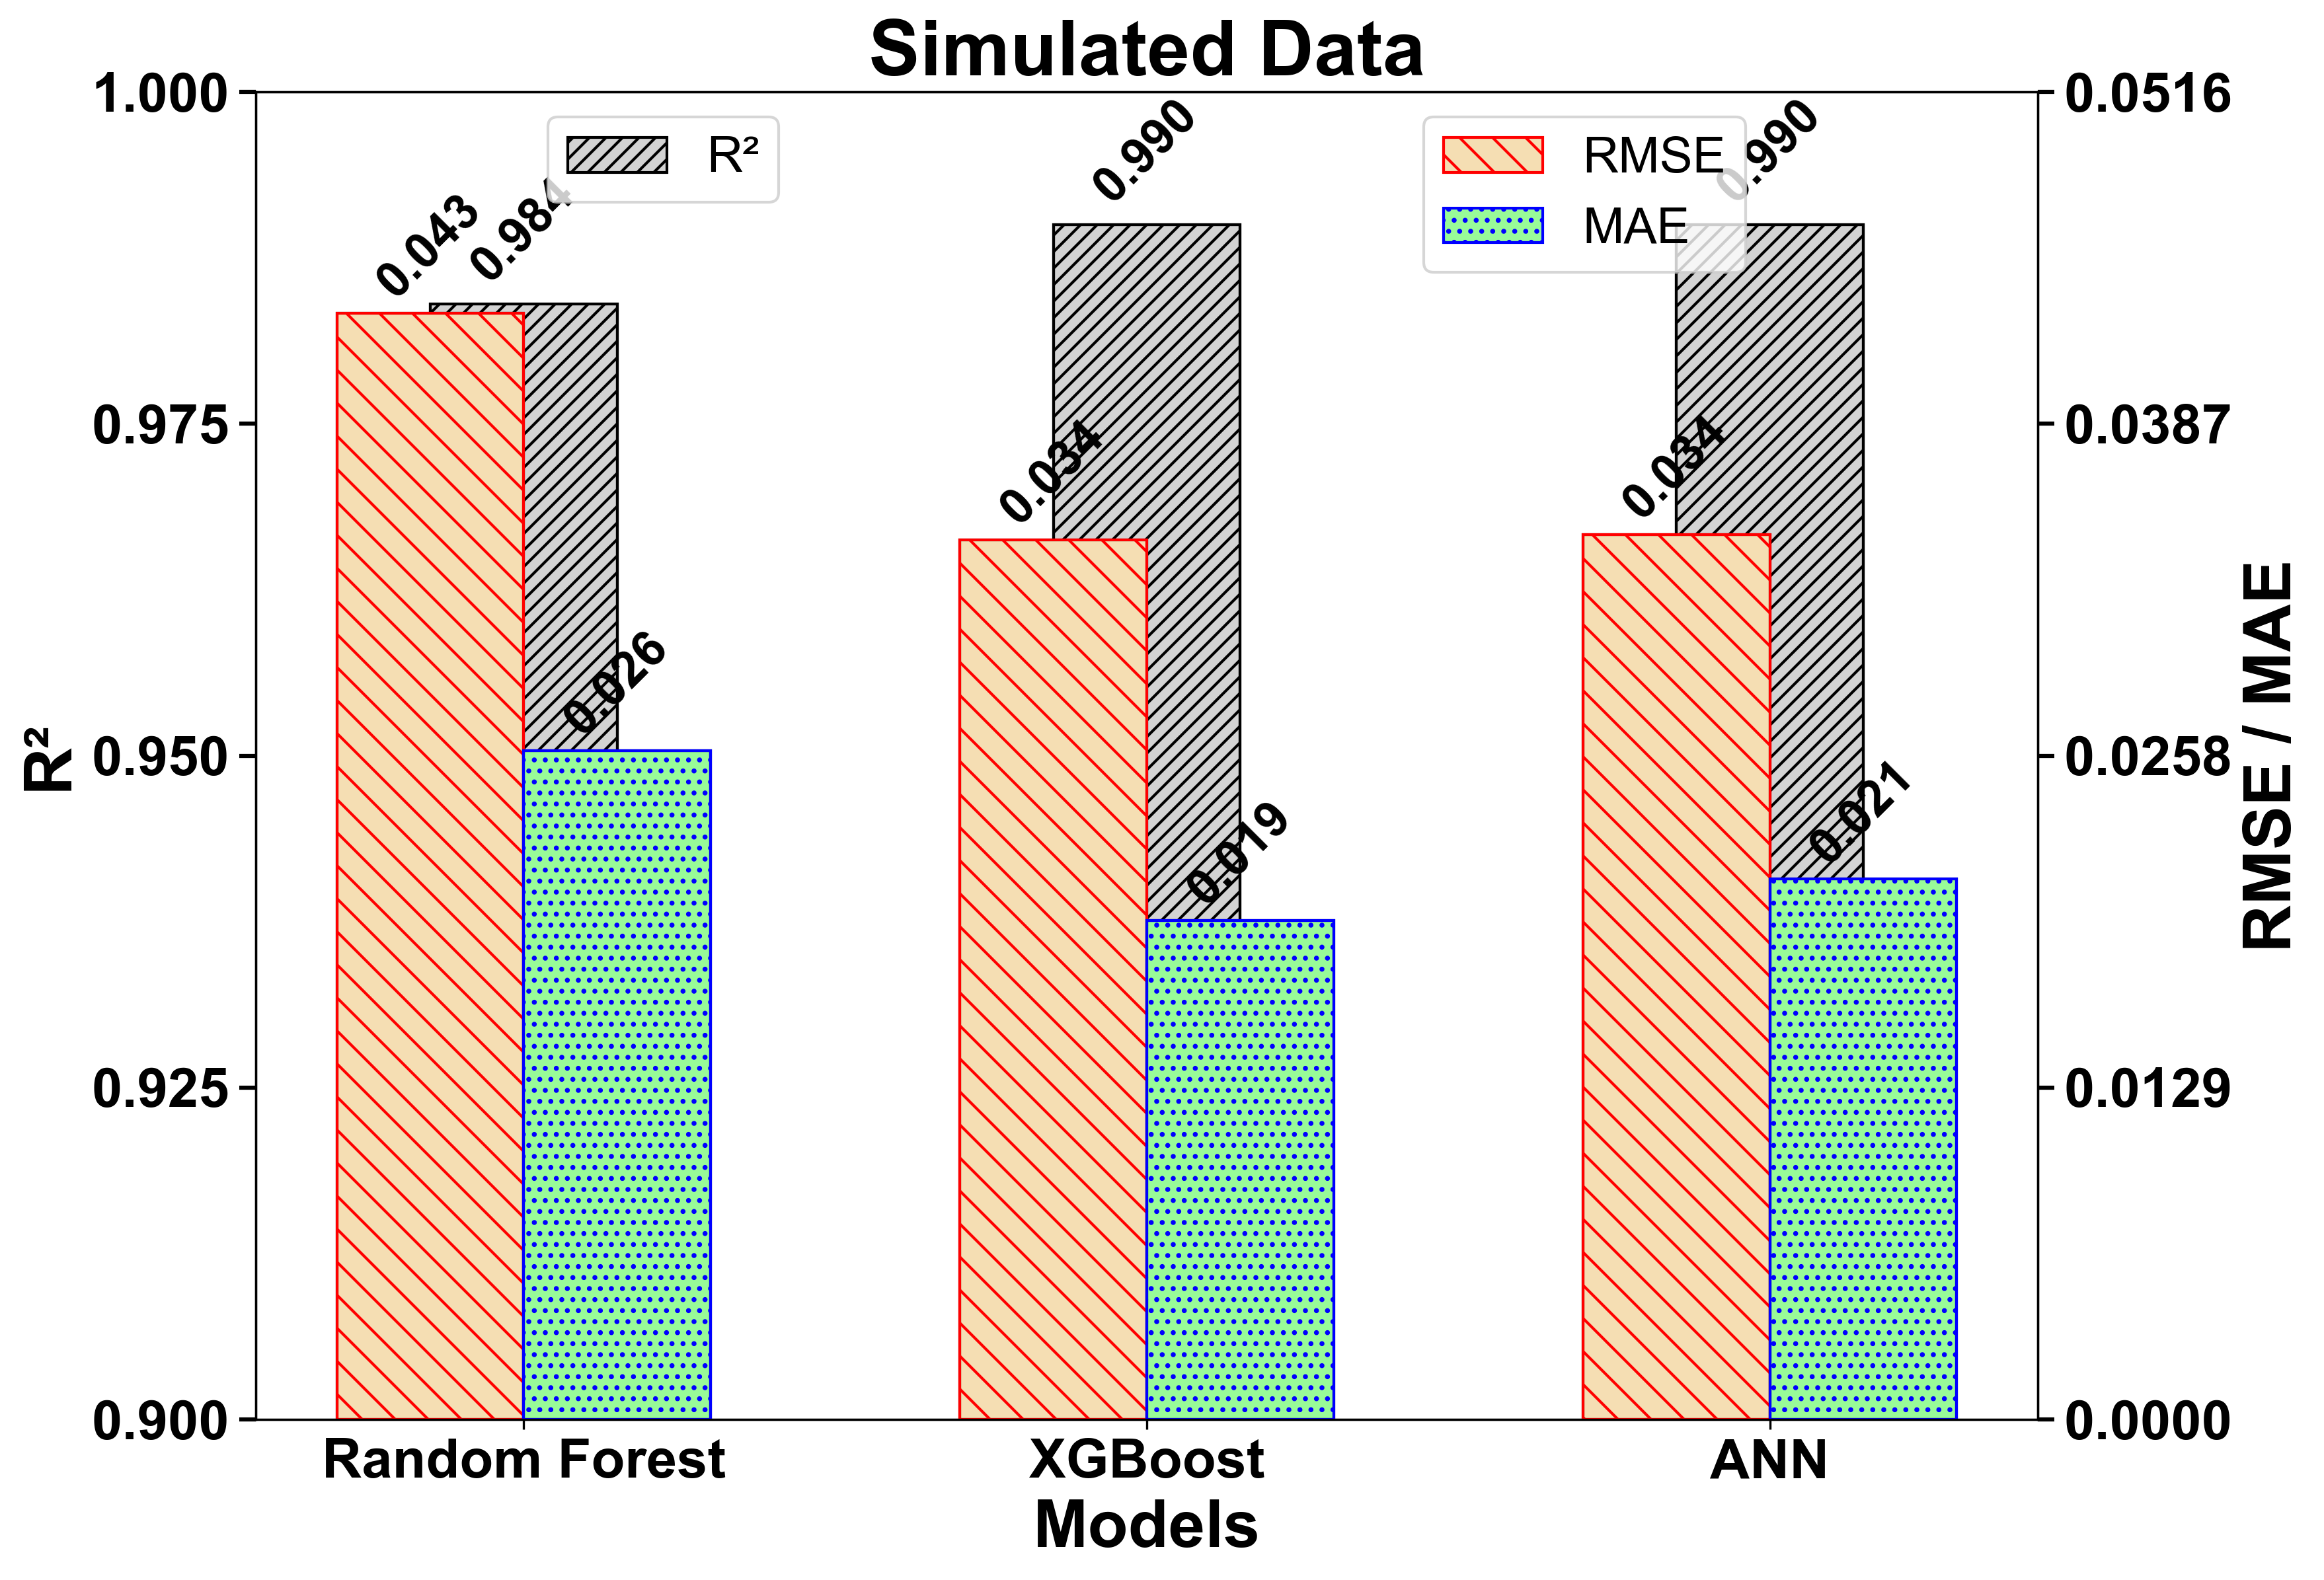 Simulated Data
1.000
0.975
0.950
0.925
0.900
R²
R²
RMSE
MAE
0.043
0.984
0.026
0.990
0.034
0.019
0.990
0.034
0.021
0.0516
0.0387
0.0258
0.0129
0.0000
RMSE / MAE
Random Forest
XGBoost
ANN
Models